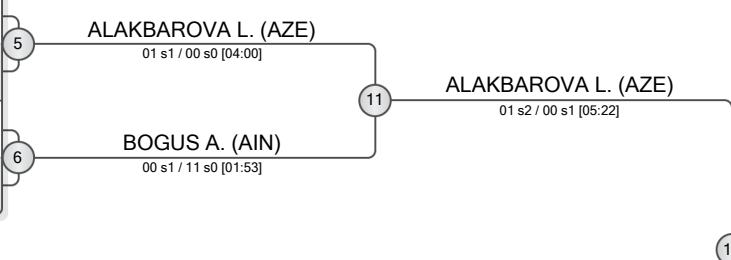 5
ALAKBAROVA L. (AZE)
01 s1 / 00 s0 [04:00]
11
ALAKBAROVA L. (AZE)
01 s2 / 00 s1 [05:22]
6
BOGUS A. (AIN)
00 s1 / 11 s0 [01:53]